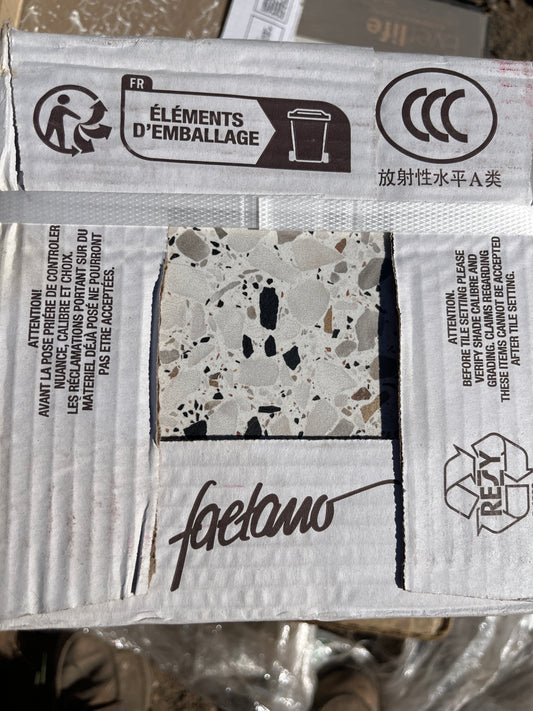 Everlife
FR
ÉLÉMENTS
D'EMBALLAGE
CCC
放射性水平A类
ATTENTION!
AVANT LA POSE PRIÈRE DE CONTROLER
NUANCE, CALIBRE ET CHOIX.
LES RÉCLAMATIONS PORTANT SUR DU
MATÉRIEL DÉJA POSÉ NE POURRONT
PAS ETRE ACCEPTÉES.
ATTENTION.
BEFORE TILE SETTING PLEASE
VERIFY SHADE CALIBRE AND
GRADING. CLAIMS REGARDING
THESE ITEMS CANNOT BE ACCEPTED
AFTER TILE SETTING.
faetano
RESY